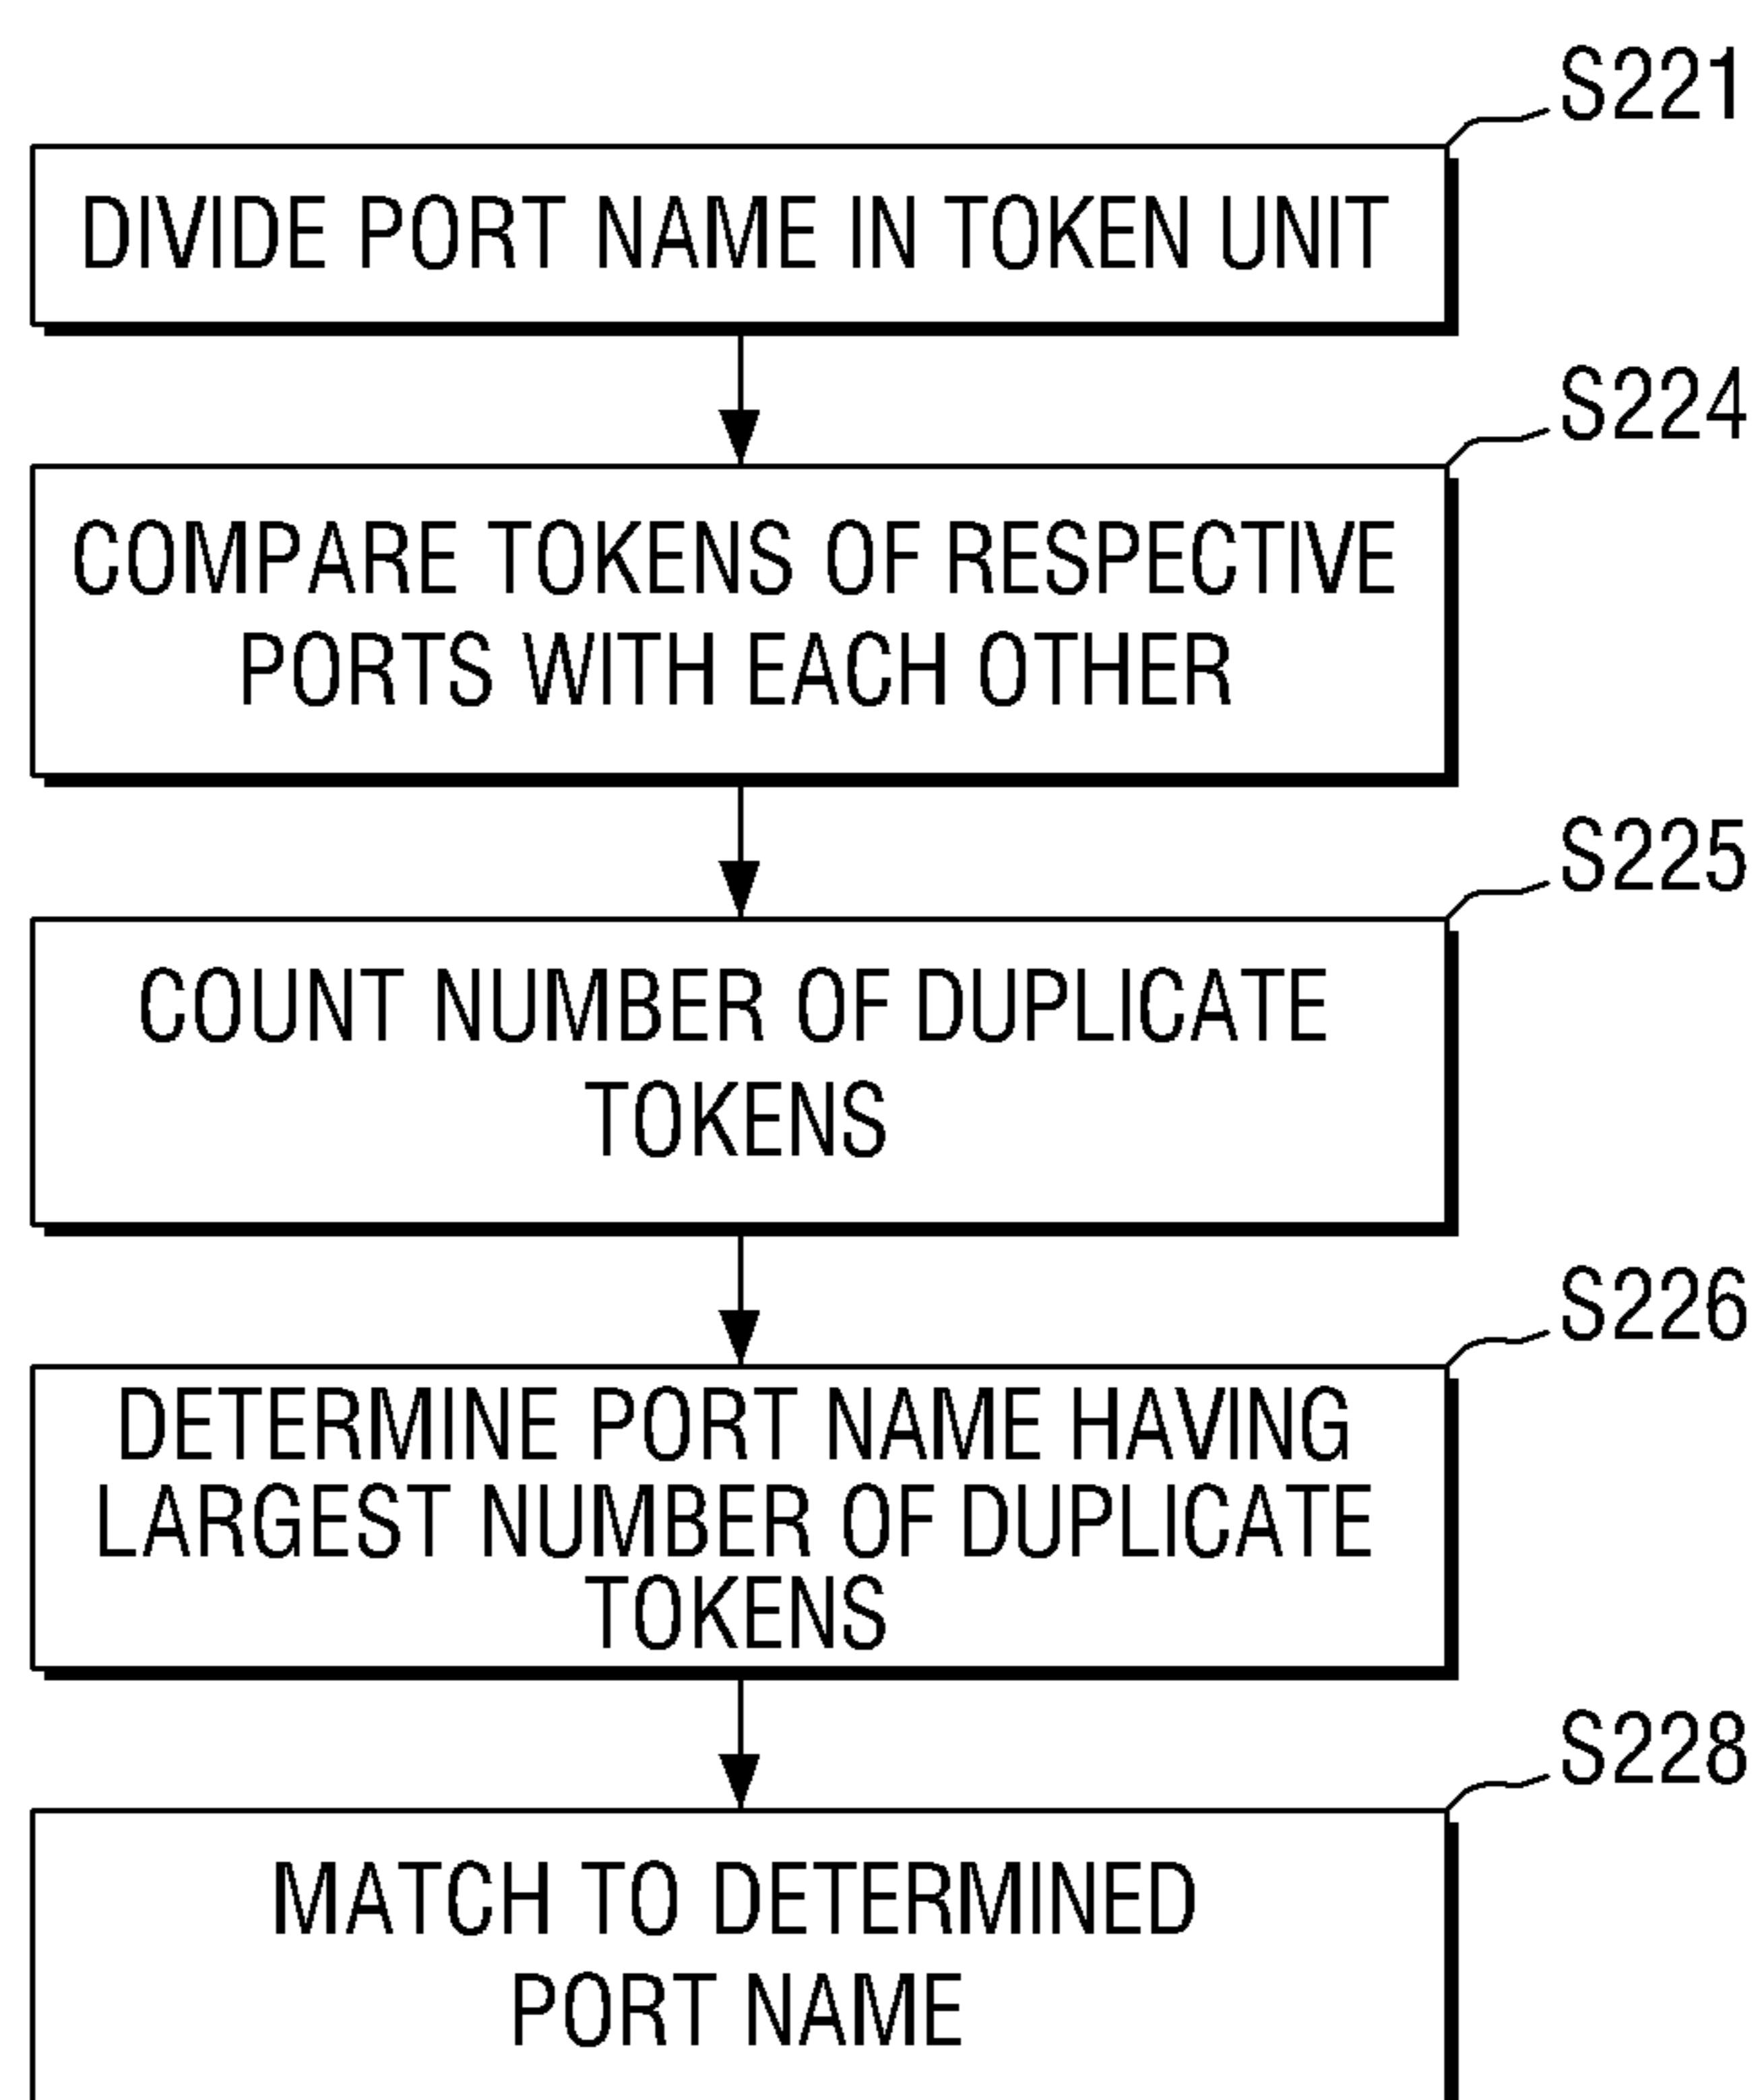 S221
DIVIDE PORT NAME IN TOKEN UNIT
S224
COMPARE TOKENS OF RESPECTIVE
PORTS WITH EACH OTHER
S225
COUNT NUMBER OF DUPLICATE
TOKENS
S226
DETERMINE PORT NAME HAVING
LARGEST NUMBER OF DUPLICATE
TOKENS
S228
MATCH TO DETERMINED
PORT NAME